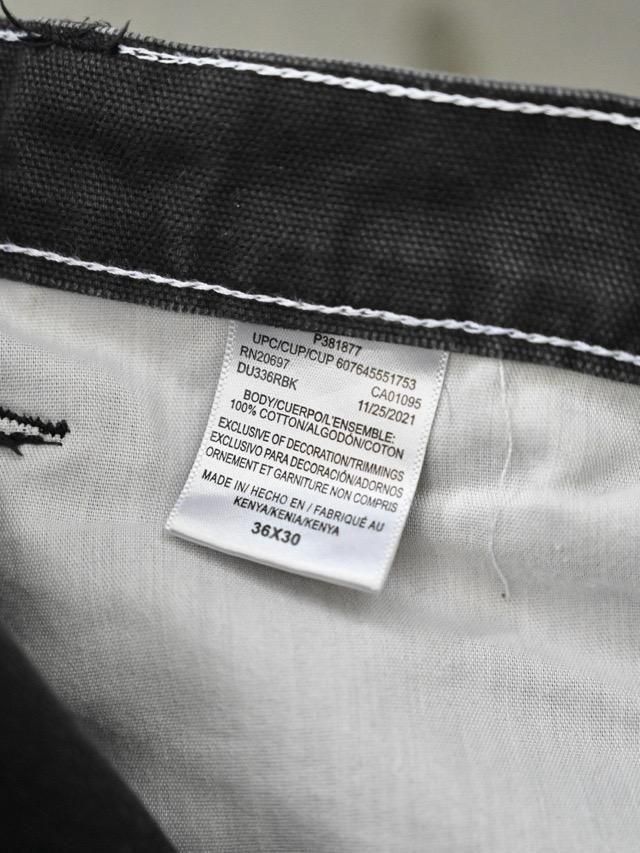 P381877
UPC/CUP/CUP 607645551753
RN20697 CA01095
DU336RBK 11/25/2021
BODY/CUERPO/L'ENSEMBLE:
100% COTTON/ALGODÓN/COTON
EXCLUSIVE OF DECORATION/TRIMMINGS
EXCLUSIVO PARA DECORACIÓN/ADORNOS
ORNEMENT ET GARNITURE NON COMPRIS
MADE IN/ HECHO EN / FABRIQUÉ AU
KENYA/KENIA/KENYA
36X30